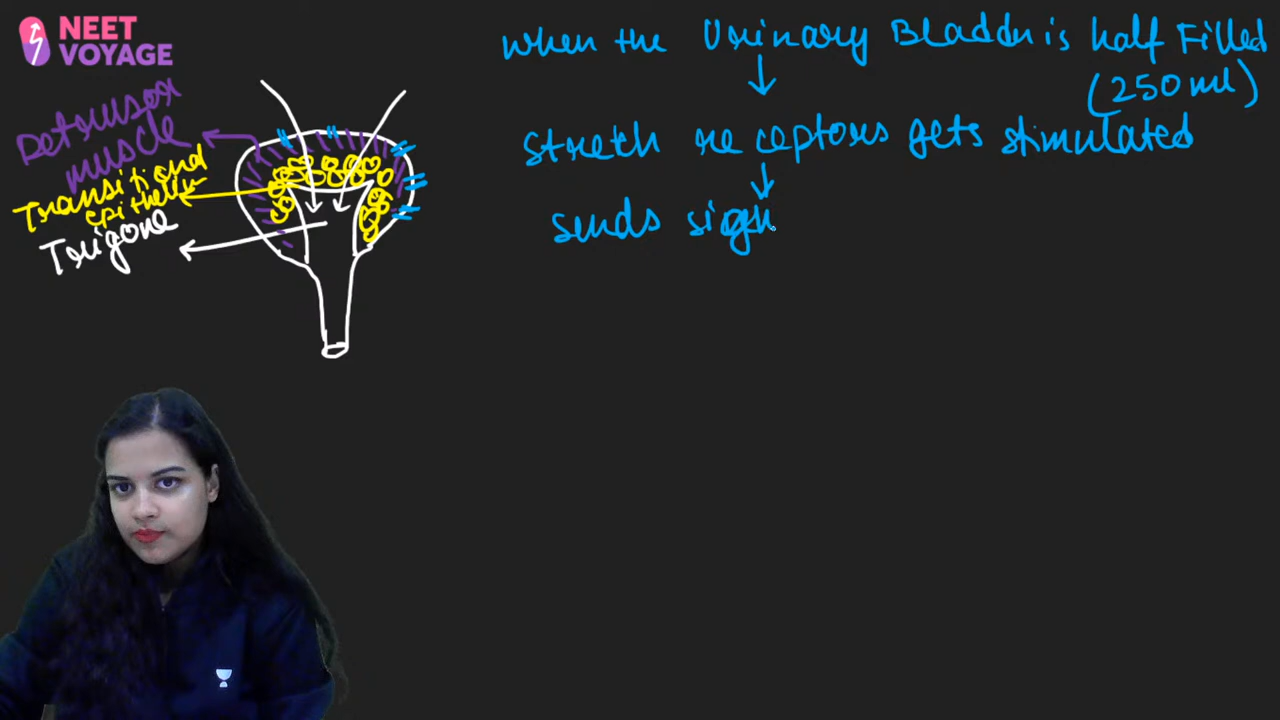 NEET
VOYAGE
When the Urinary Bladder is half Filled
(250 ml)
Stretch receptors gets stimulated
sends sign
Detrusor
muscle
Transitional
epithelium
Trigone